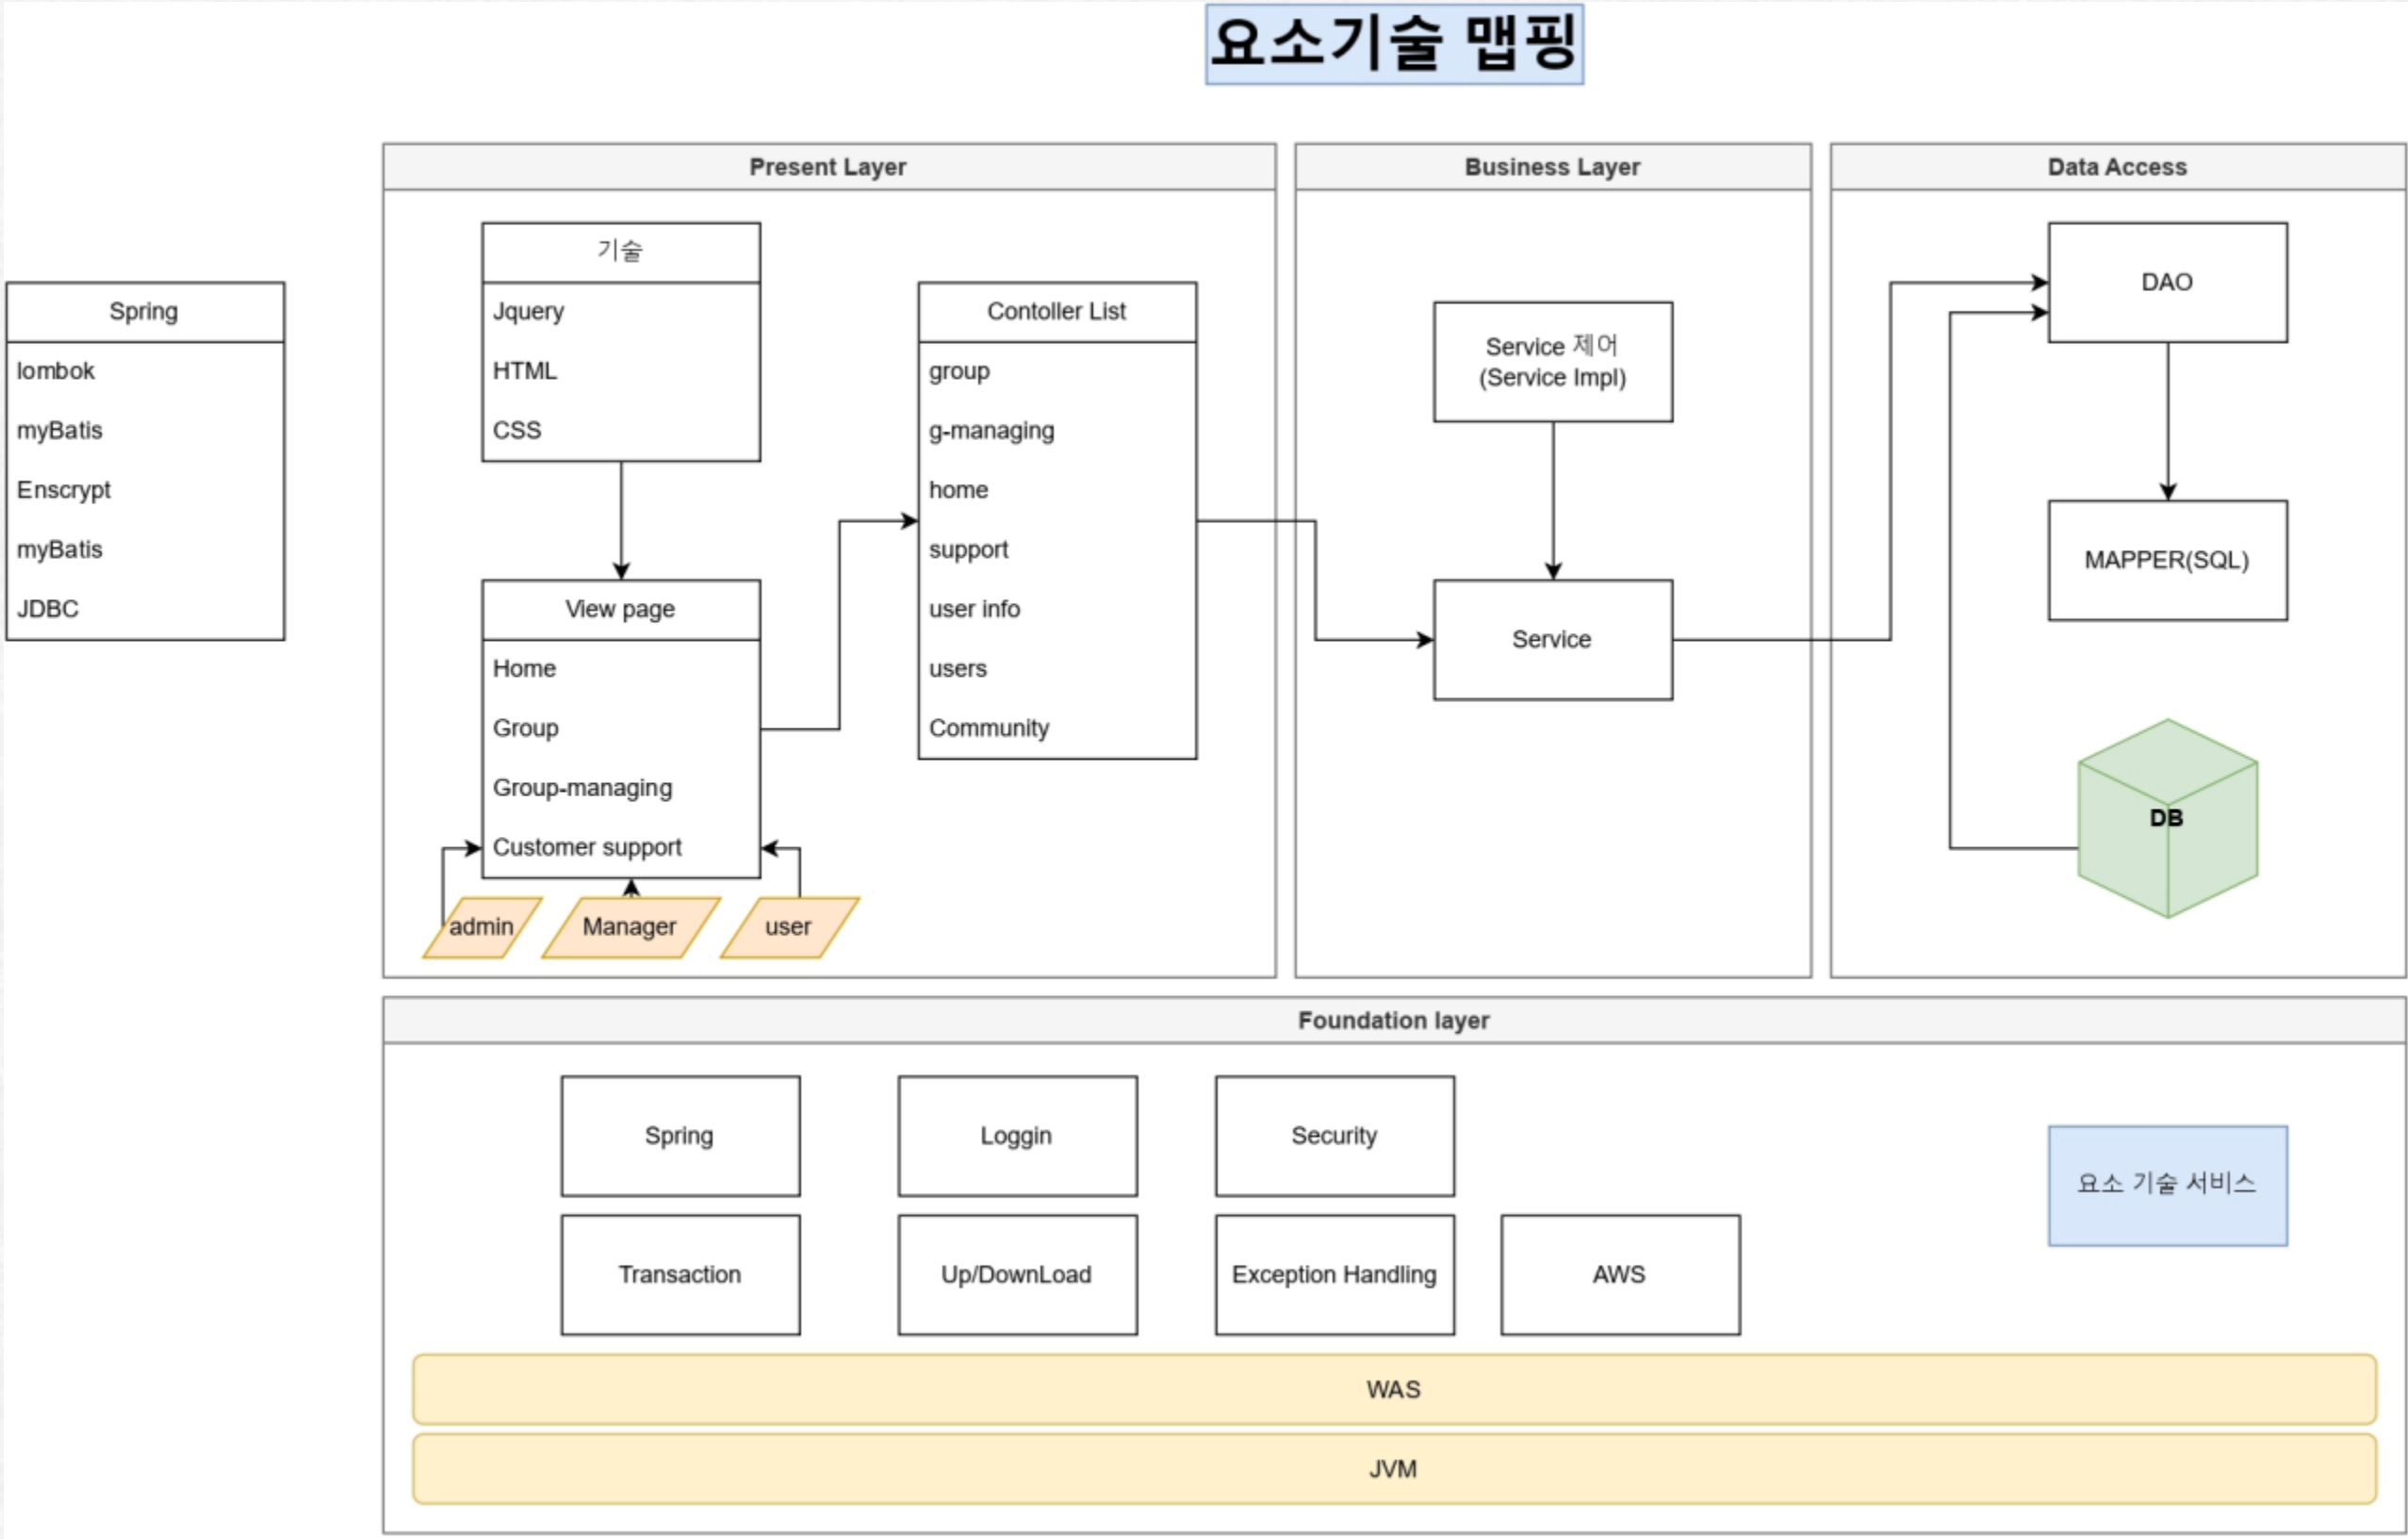 요소기술 맵핑
Spring
lombok
myBatis
Enscrypt
myBatis
JDBC
Present Layer
기술
Jquery
HTML
CSS
View page
Home
Group
Group-managing
Customer support
admin
Manager
user
Contoller List
group
g-managing
home
support
user info
users
Community
Business Layer
Service 제어
(Service Impl)
Service
Data Access
DAO
MAPPER(SQL)
DB
Foundation layer
Spring
Loggin
Security
요소 기술 서비스
Transaction
Up/DownLoad
Exception Handling
AWS
WAS
JVM